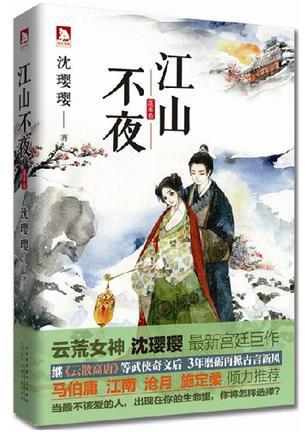 沈璎璎
著
江山
不夜
云荒女神 沈璎璎 最新宫廷巨作
继《云散高唐》等武侠奇文后 3年磨砺再掀古言新风
马伯庸 江南 沧月 施定柔 倾力推荐
当最不该爱的人，出现在你的生命里，你将怎样选择？
江山不夜
沈璎璎
著